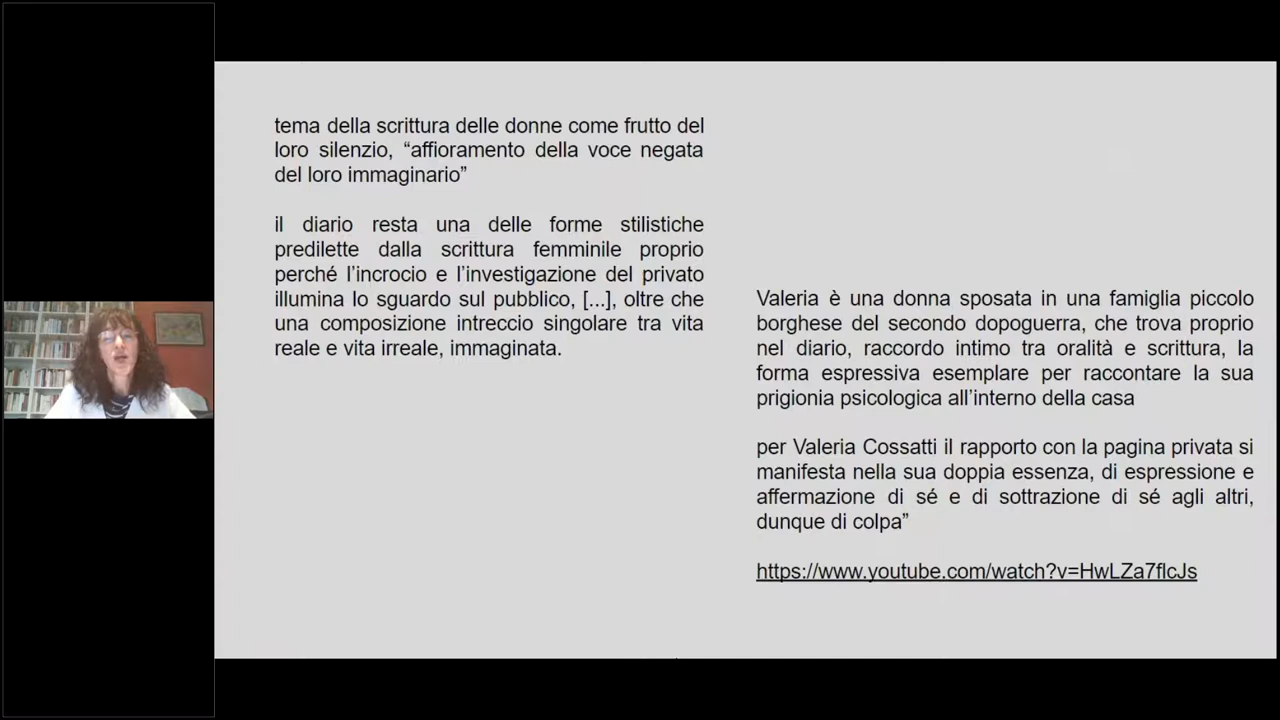 tema della scrittura delle donne come frutto del
loro silenzio, “affioramento della voce negata
del loro immaginario”
il diario resta una delle forme stilistiche
predilette dalla scrittura femminile proprio
perché l’incrocio e l’investigazione del privato
illumina lo sguardo sul pubblico, [...], oltre che
una composizione intreccio singolare tra vita
reale e vita irreale, immaginata.
Valeria è una donna sposata in una famiglia piccolo
borghese del secondo dopoguerra, che trova proprio
nel diario, raccordo intimo tra oralità e scrittura, la
forma espressiva esemplare per raccontare la sua
prigionia psicologica all’interno della casa
per Valeria Cossatti il rapporto con la pagina privata si
manifesta nella sua doppia essenza, di espressione e
affermazione di sé e di sottrazione di sé agli altri,
dunque di colpa”
https://www.youtube.com/watch?v=HwLZa7flcJs